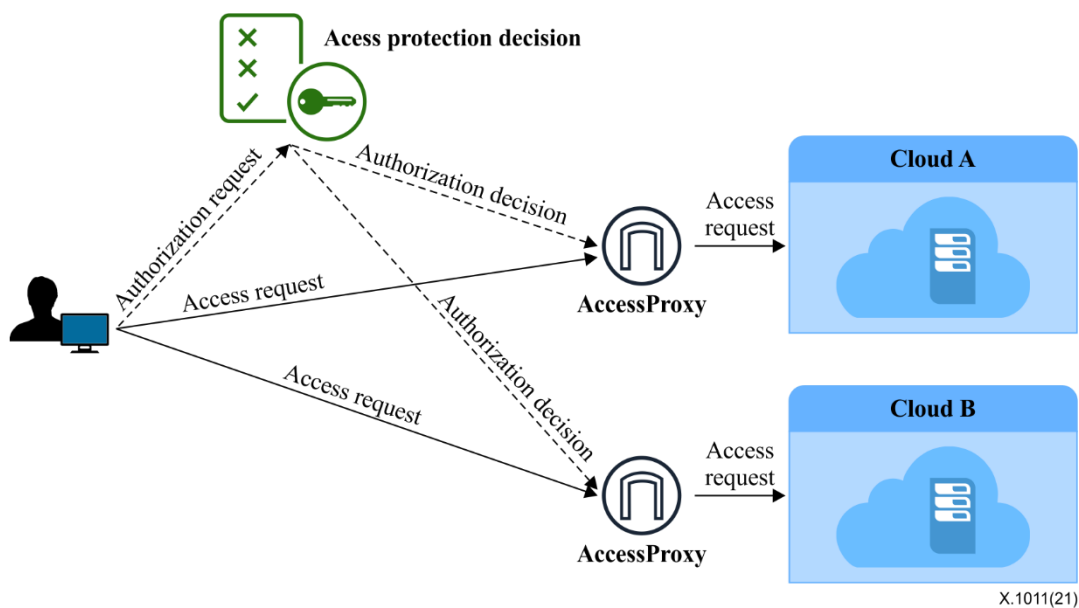 Acess protection decision
Authorization request
Authorization decision
Access request
Authorization decision
Access request
AccessProxy
Access
request
Cloud A
AccessProxy
Access
request
Cloud B
X.1011(21)